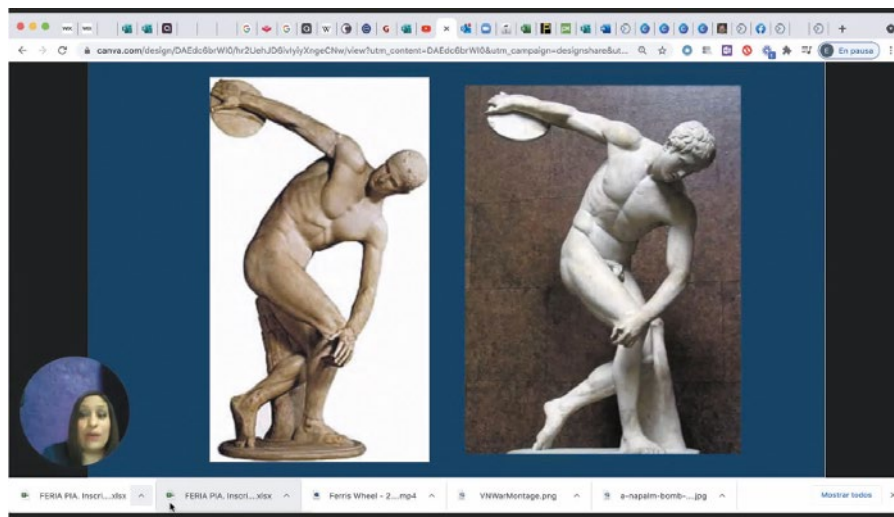 canva.com/design/DAEdc6brWI0/hr2UehJD6ivIyiyXngeCNw/view?utm_content=DAEdc6brWI0&utm_campaign=designshare&ut...
En pausa
FERIA PIA. Inscri....xlsx
FERIA PIA. Inscri....xlsx
Ferris Wheel - 2....mp4
VNWarMontage.png
a-napalm-bomb-....jpg
Mostrar todos